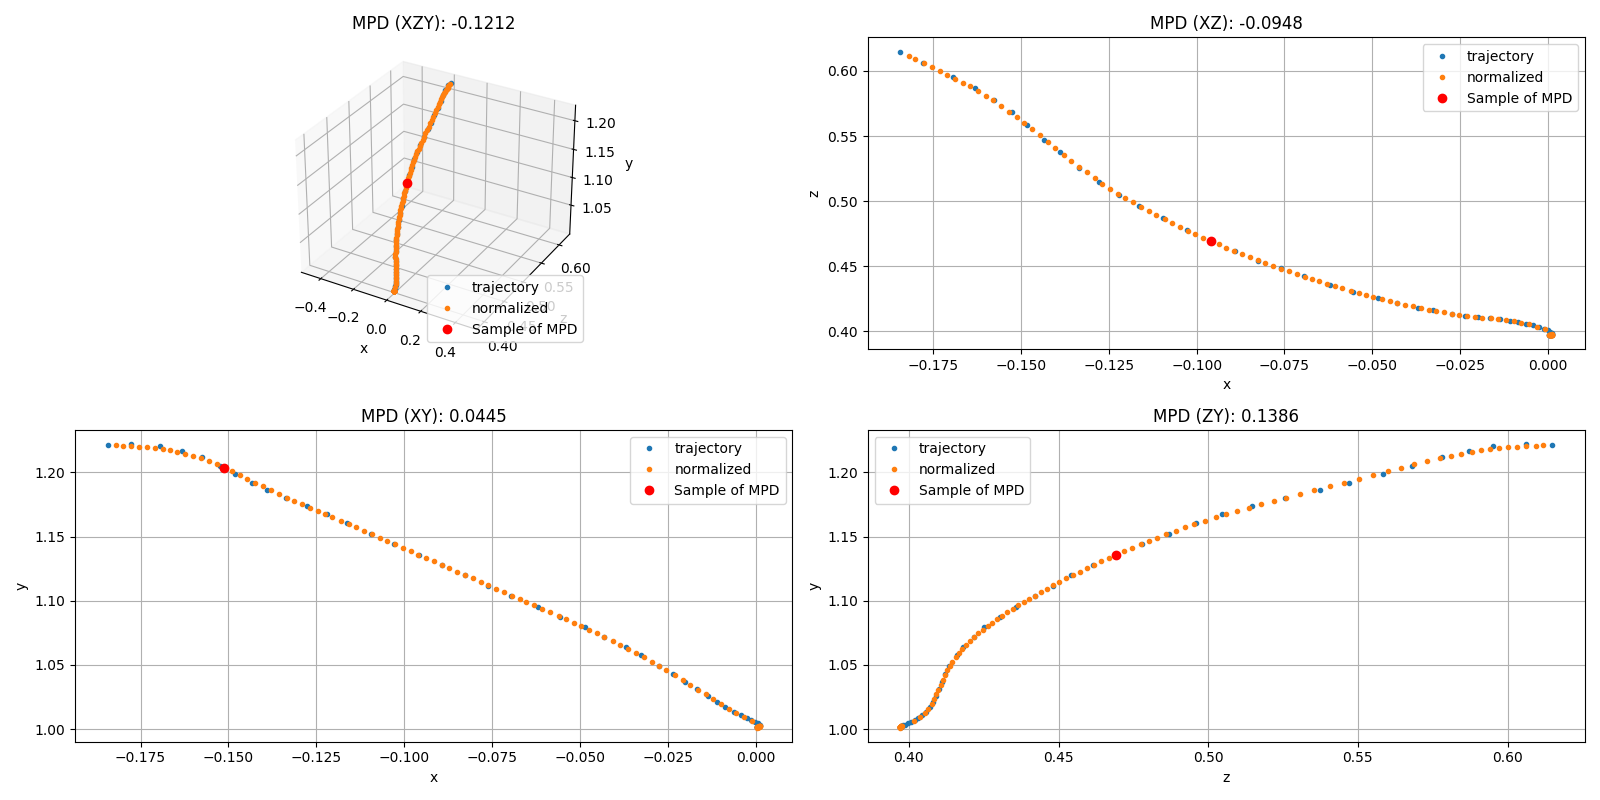 MPD (XZY): -0.1212
1.20
1.15
1.10
1.05
y
0.60
0.55
0.50
0.45
0.40
z
−0.4
−0.2
0.0
0.2
0.4
x
trajectory
normalized
Sample of MPD
MPD (XZ): -0.0948
trajectory
normalized
Sample of MPD
0.60
0.55
0.50
0.45
0.40
z
−0.175
−0.150
−0.125
−0.100
−0.075
−0.050
−0.025
0.000
x
MPD (XY): 0.0445
trajectory
normalized
Sample of MPD
1.20
1.15
1.10
1.05
1.00
y
−0.175
−0.150
−0.125
−0.100
−0.075
−0.050
−0.025
0.000
x
MPD (ZY): 0.1386
trajectory
normalized
Sample of MPD
1.20
1.15
1.10
1.05
1.00
y
0.40
0.45
0.50
0.55
0.60
z